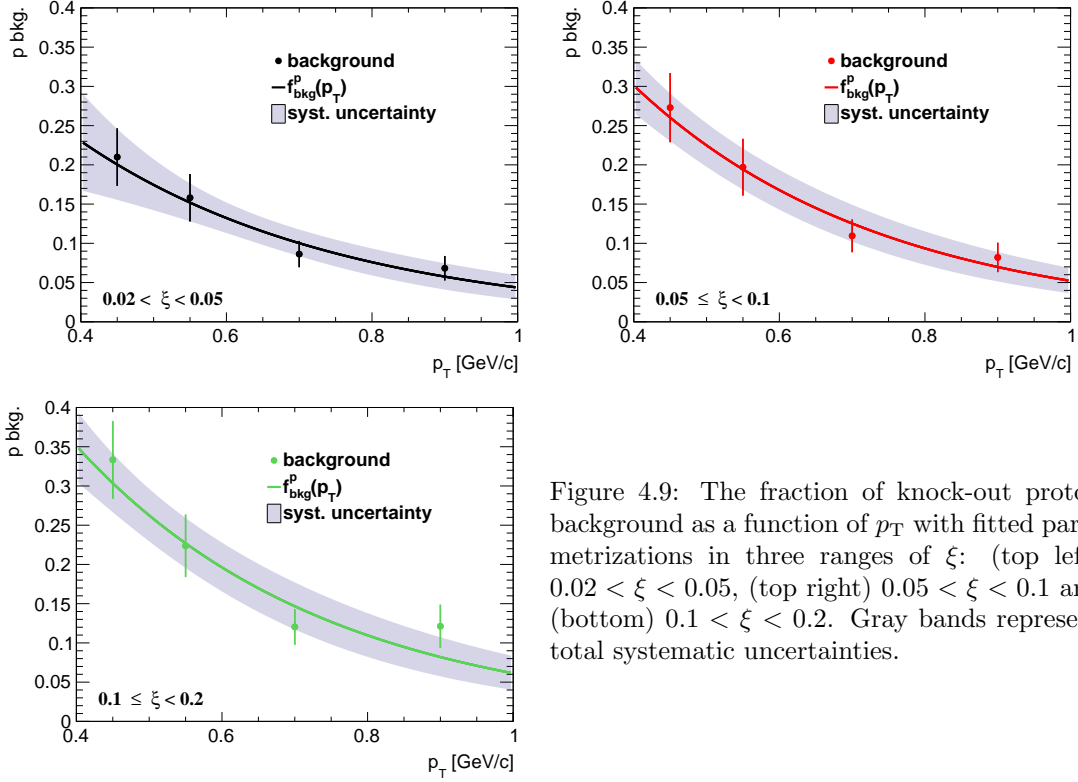 p bkg.
0.4
0.35
0.3
0.25
0.2
0.15
0.1
0.05
0
background
f^p_bkg(p_T)
syst. uncertainty
0.02 < ξ < 0.05
0.4 0.6 0.8 1
p_T [GeV/c]
p bkg.
0.4
0.35
0.3
0.25
0.2
0.15
0.1
0.05
0
background
f^p_bkg(p_T)
syst. uncertainty
0.05 ≤ ξ < 0.1
0.4 0.6 0.8 1
p_T [GeV/c]
p bkg.
0.4
0.35
0.3
0.25
0.2
0.15
0.1
0.05
0
background
f^p_bkg(p_T)
syst. uncertainty
0.1 ≤ ξ < 0.2
0.4 0.6 0.8 1
p_T [GeV/c]
Figure 4.9: The fraction of knock-out proto
background as a function of p_T with fitted par
metrizations in three ranges of ξ: (top lef
0.02 < ξ < 0.05, (top right) 0.05 < ξ < 0.1 an
(bottom) 0.1 < ξ < 0.2. Gray bands represe
total systematic uncertainties.